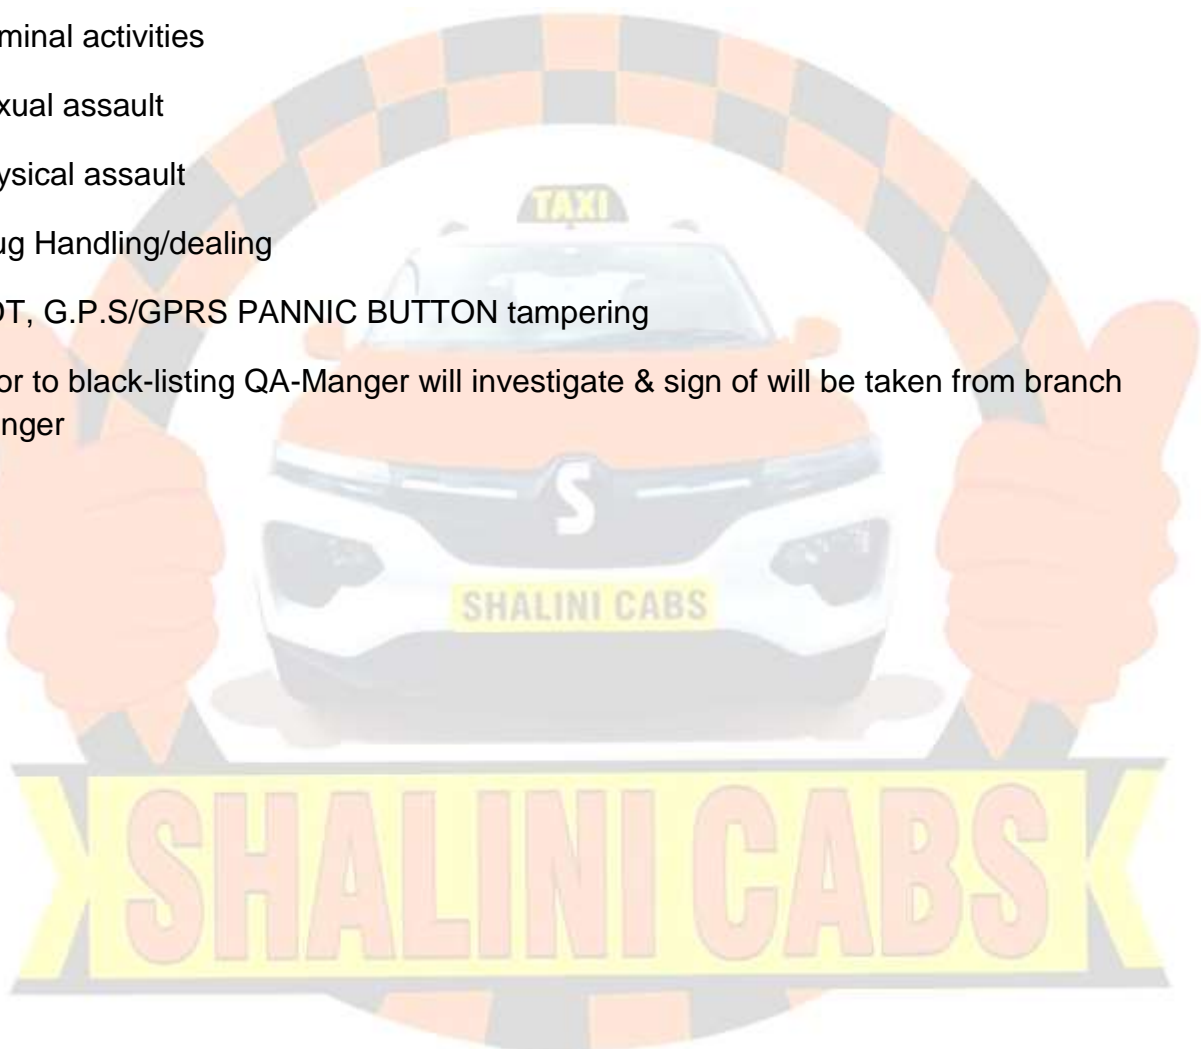 minal activities
xual assault
ysical assault
ug Handling/dealing
OT, G.P.S/GPRS PANNIC BUTTON tampering
or to black-listing QA-Manger will investigate & sign of will be taken from branch
nger
TAXI
S
SHALINI CABS
SHALINI CABS